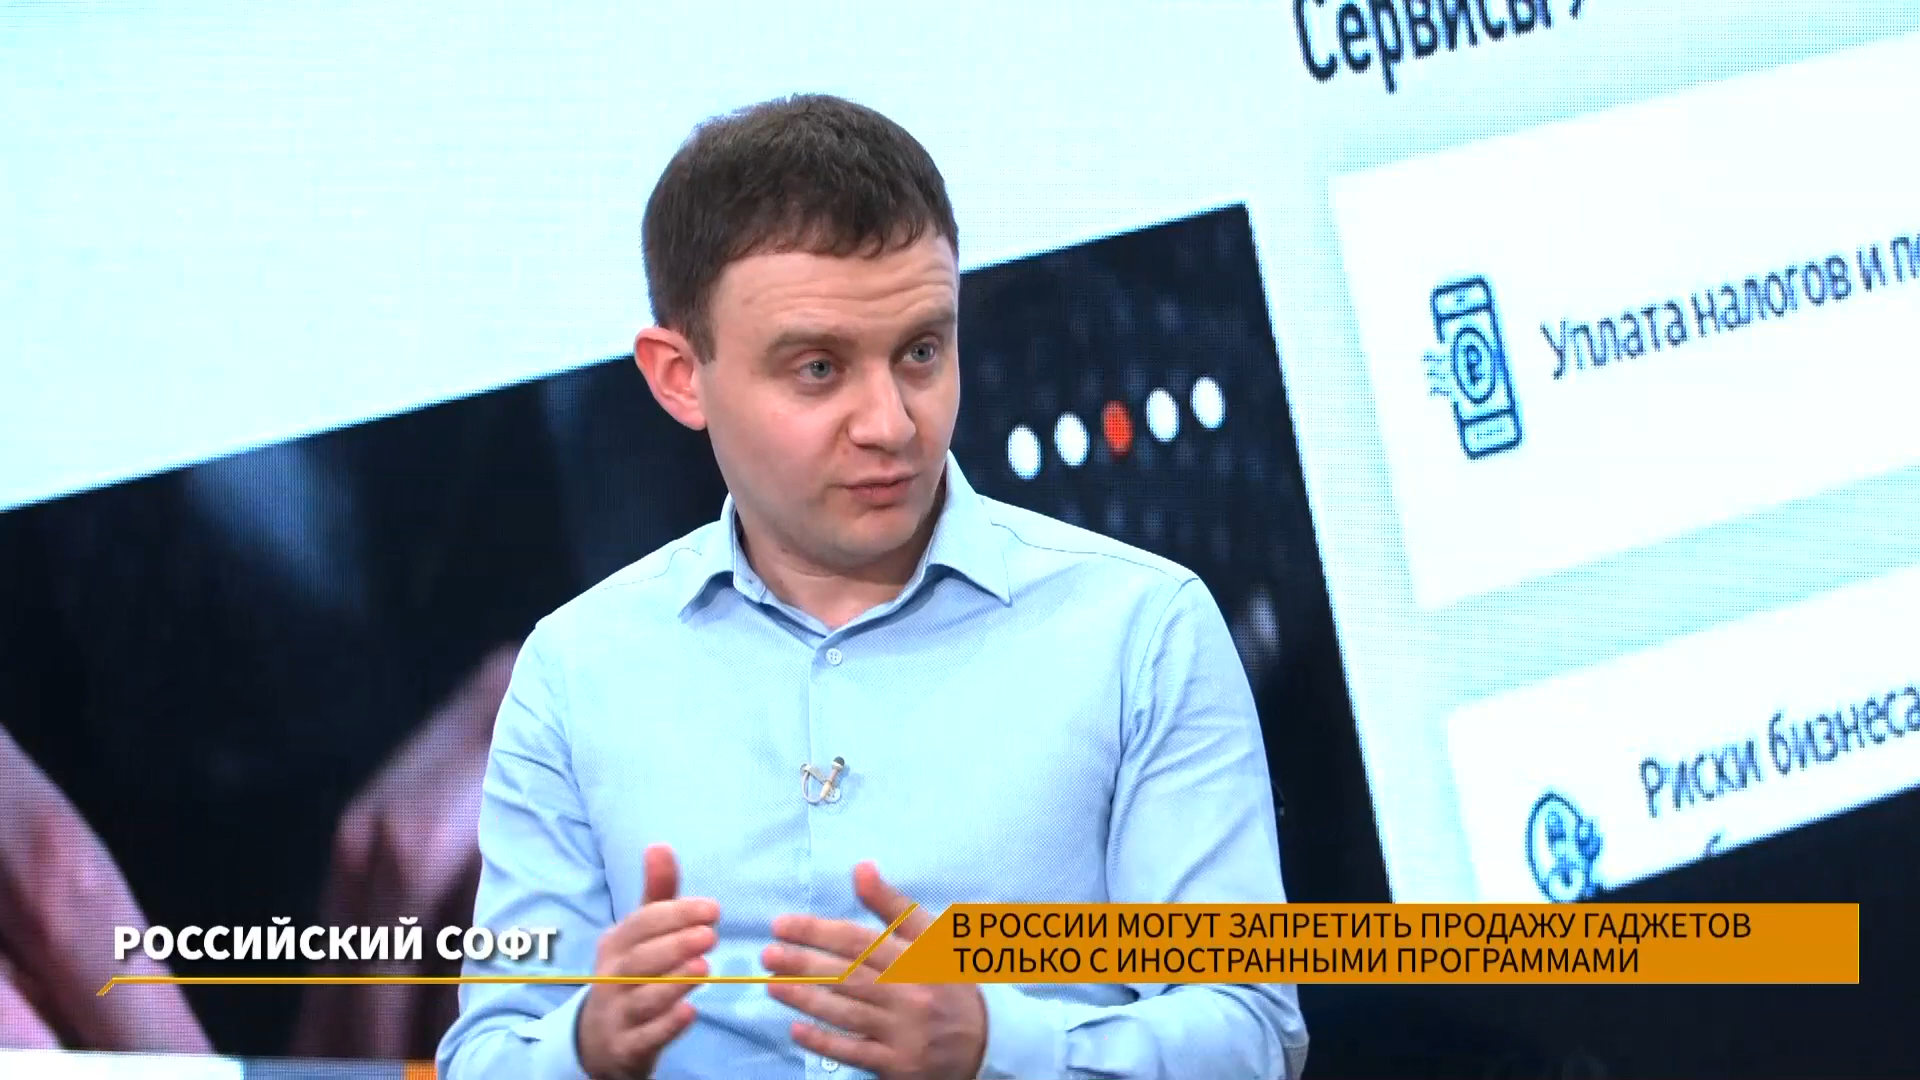 Сервисы
Уплата налогов и
Риски бизнеса
РОССИЙСКИЙ СОФТ
В РОССИИ МОГУТ ЗАПРЕТИТЬ ПРОДАЖУ ГАДЖЕТОВ
ТОЛЬКО С ИНОСТРАННЫМИ ПРОГРАММАМИ